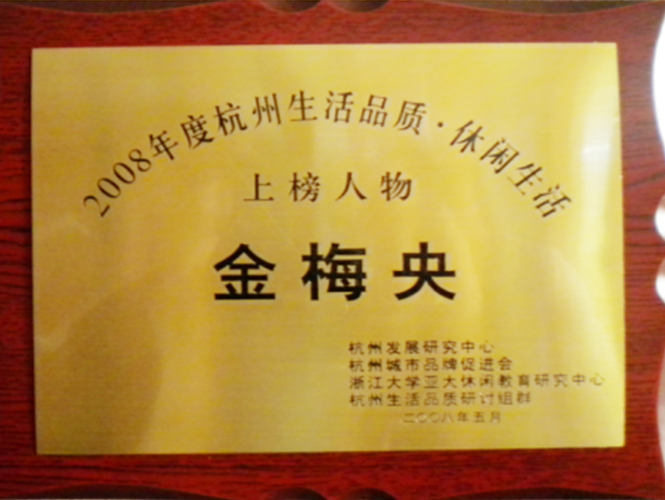 2008年度杭州生活品质·休闲生活
上榜人物
金梅央
杭州发展研究中心
杭州城市品牌促进会
浙江大学亚太休闲教育研究中心
杭州生活品质研讨组群
二〇〇八年五月